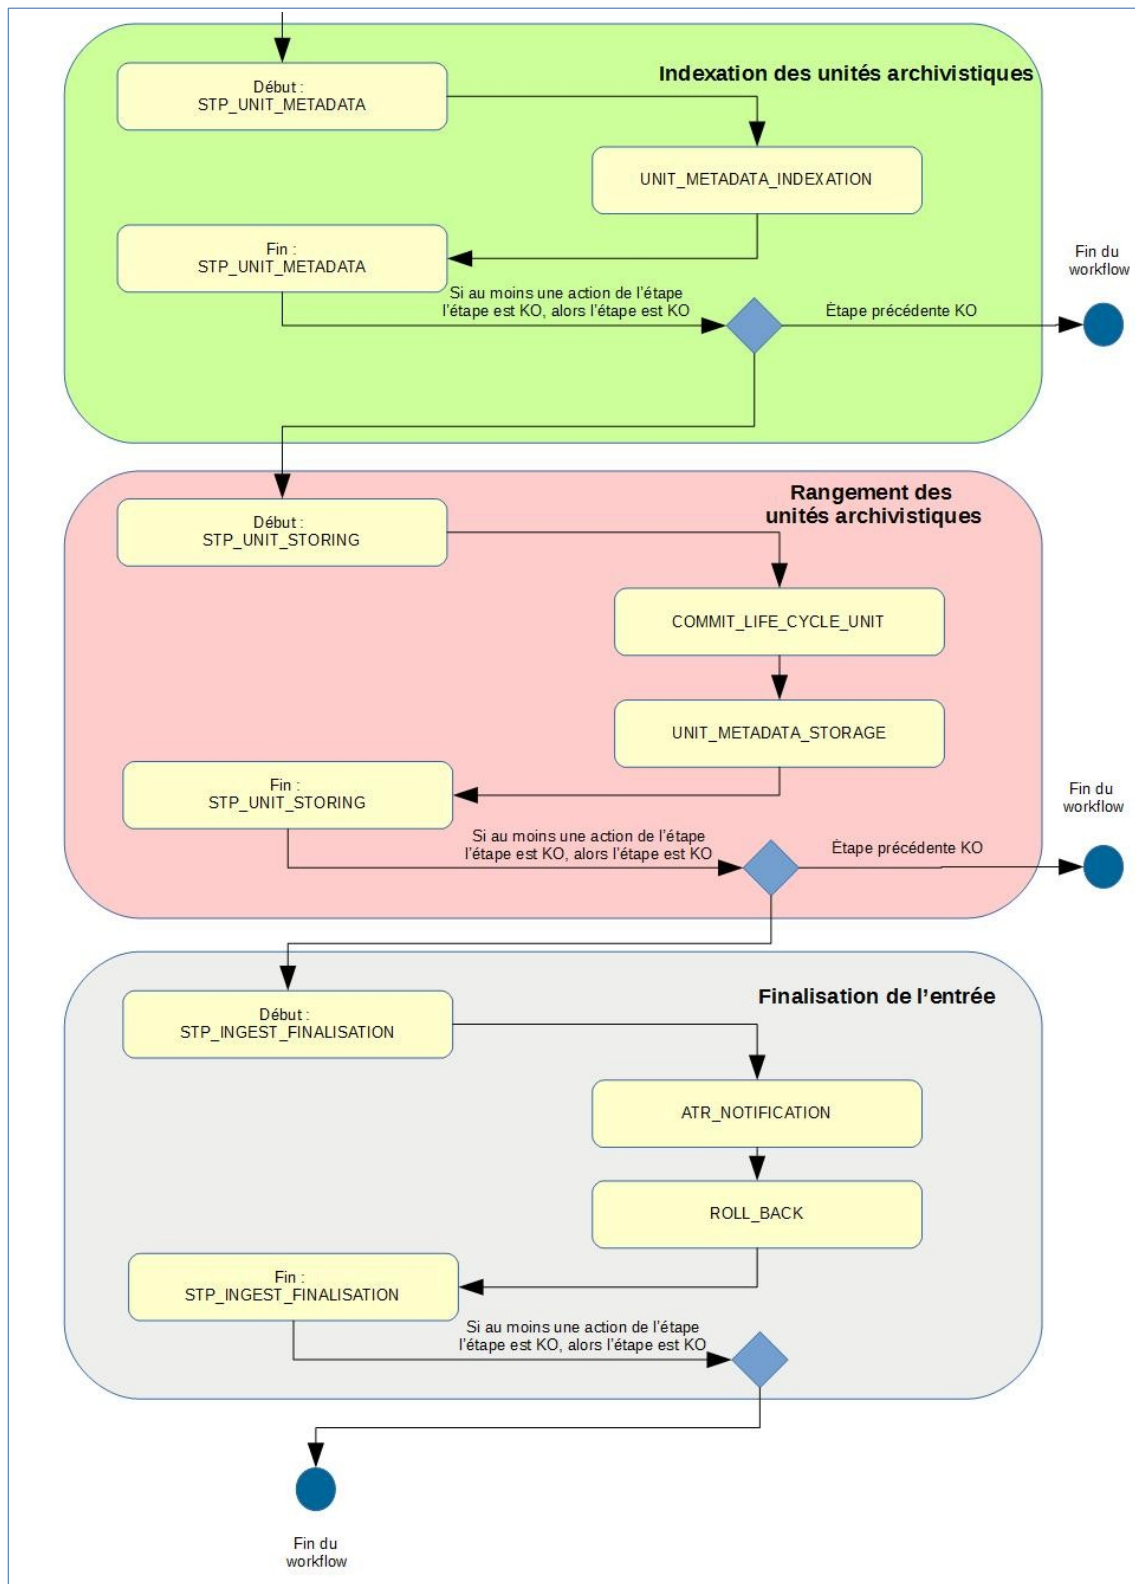 Indexation des unités archivistiques
Début :
STP_UNIT_METADATA
UNIT_METADATA_INDEXATION
Fin :
STP_UNIT_METADATA
Si au moins une action de l’étape
l’étape est KO, alors l’étape est KO
Étape précédente KO
Fin du
workflow
Rangement des
unités archivistiques
Début :
STP_UNIT_STORING
COMMIT_LIFE_CYCLE_UNIT
UNIT_METADATA_STORAGE
Fin :
STP_UNIT_STORING
Si au moins une action de l’étape
l’étape est KO, alors l’étape est KO
Étape précédente KO
Fin du
workflow
Finalisation de l’entrée
Début :
STP_INGEST_FINALISATION
ATR_NOTIFICATION
ROLL_BACK
Fin :
STP_INGEST_FINALISATION
Si au moins une action de l’étape
l’étape est KO, alors l’étape est KO
Fin du
workflow